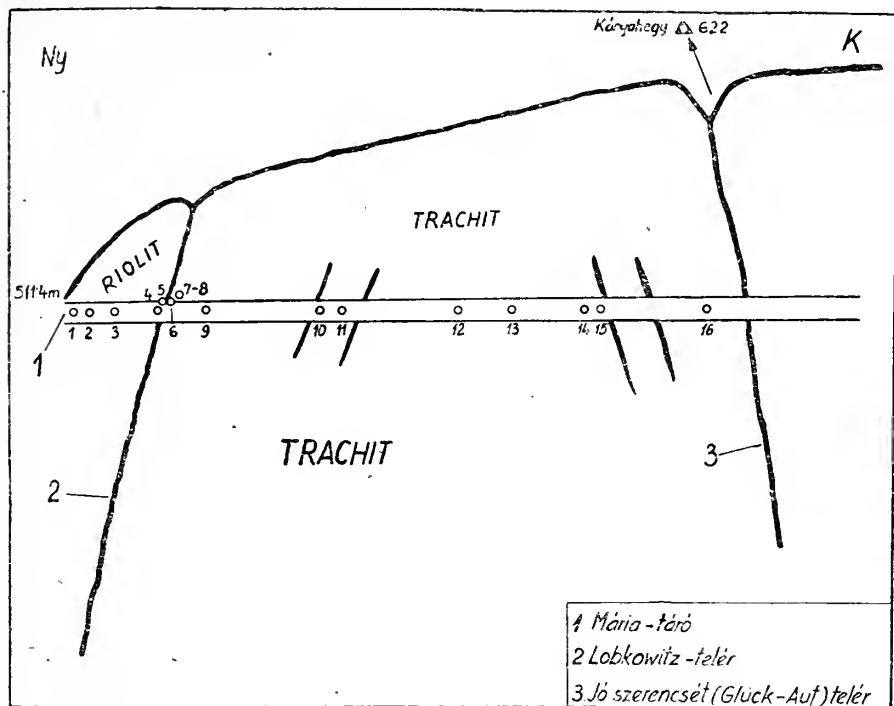 Kányahegy △ 622
Ny
K
TRACHIT
RIOLIT
511·4m
4 5 7-8
1 2 3 6 9 10 11 12 13 14 15 16
1
TRACHIT
2
3
1 Mária-táró
2 Lobkowitz-telér
3. Jó szerencsét (Glück-Auf) telér